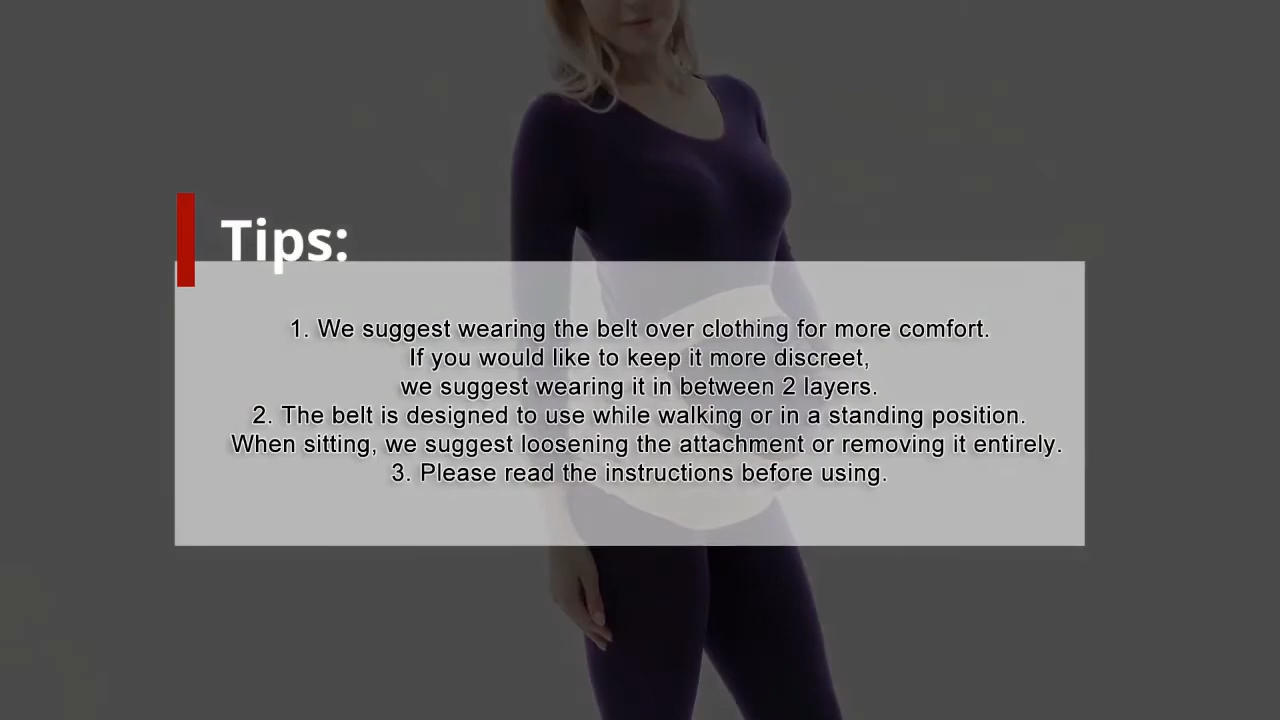 Tips:
1. We suggest wearing the belt over clothing for more comfort.
If you would like to keep it more discreet,
we suggest wearing it in between 2 layers.
2. The belt is designed to use while walking or in a standing position.
When sitting, we suggest loosening the attachment or removing it entirely.
3. Please read the instructions before using.